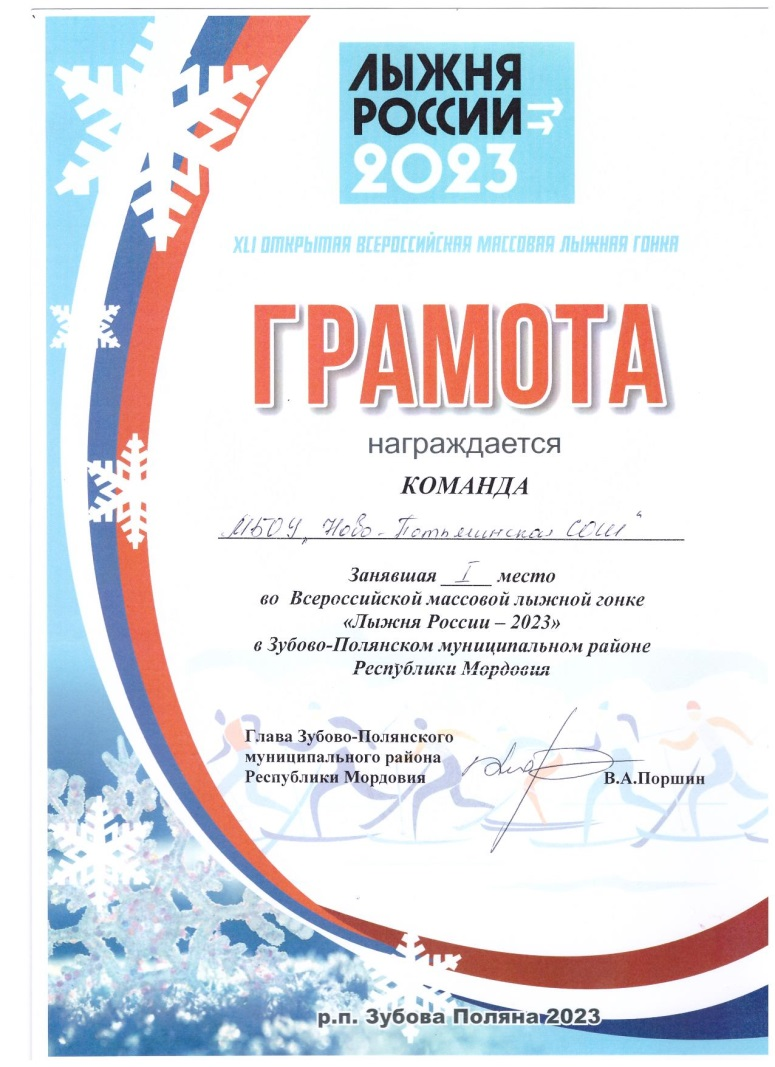 ЛЫЖНЯ
РОССИИ
2023
XLI ОТКРЫТАЯ ВСЕРОССИЙСКАЯ МАССОВАЯ ЛЫЖНАЯ ГОНКА
ГРАМОТА
награждается
КОМАНДА
МБОУ „Ново-Потьминская СОШ"
Занявшая I место
во Всероссийской массовой лыжной гонке
«Лыжня России – 2023»
в Зубово-Полянском муниципальном районе
Республики Мордовия
Глава Зубово-Полянского
муниципального района
Республики Мордовия
В.А.Поршин
р.п. Зубова Поляна 2023